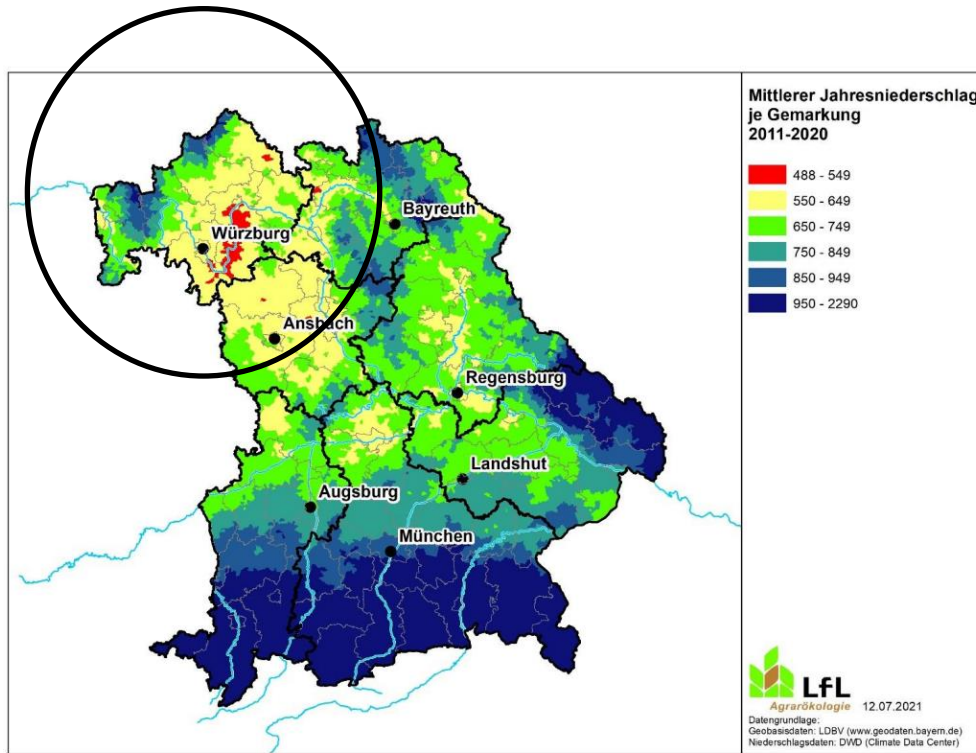 Mittlerer Jahresniederschlag
je Gemarkung
2011-2020
488 - 549
550 - 649
650 - 749
750 - 849
850 - 949
950 - 2290
Bayreuth
Würzburg
Ansbach
Regensburg
Landshut
Augsburg
München
LfL
Agrarökologie 12.07.2021
Datengrundlage:
Geobasisdaten: LDBV (www.geodaten.bayern.de)
Niederschlagsdaten: DWD (Climate Data Center)